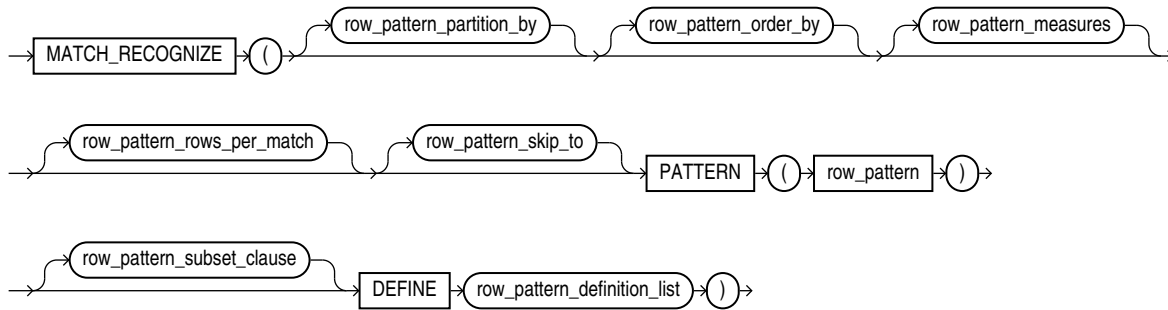 row_pattern_partition_by row_pattern_order_by row_pattern_measures
MATCH_RECOGNIZE (
row_pattern_rows_per_match row_pattern_skip_to
PATTERN ( row_pattern )
row_pattern_subset_clause
DEFINE row_pattern_definition_list )